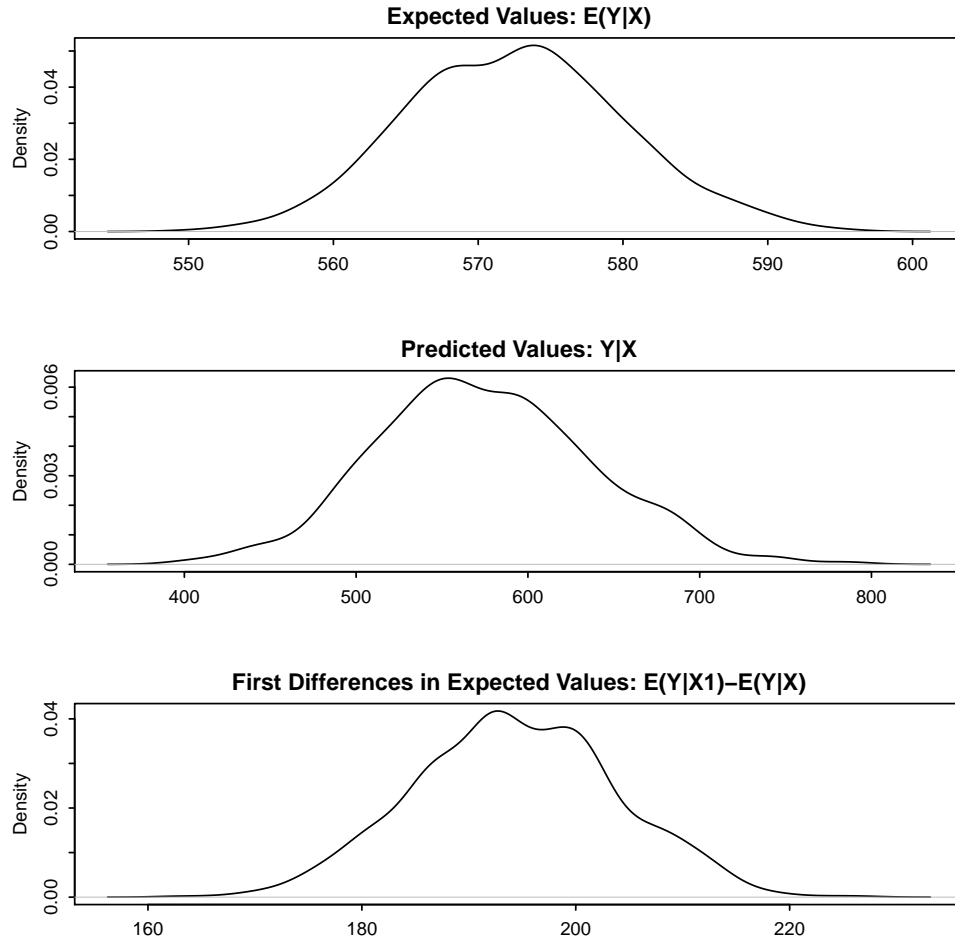 Expected Values: E(Y|X)
Density
0.00 0.02 0.04
550 560 570 580 590 600
Predicted Values: Y|X
Density
0.000 0.003 0.006
400 500 600 700 800
First Differences in Expected Values: E(Y|X1)−E(Y|X)
Density
0.00 0.02 0.04
160 180 200 220